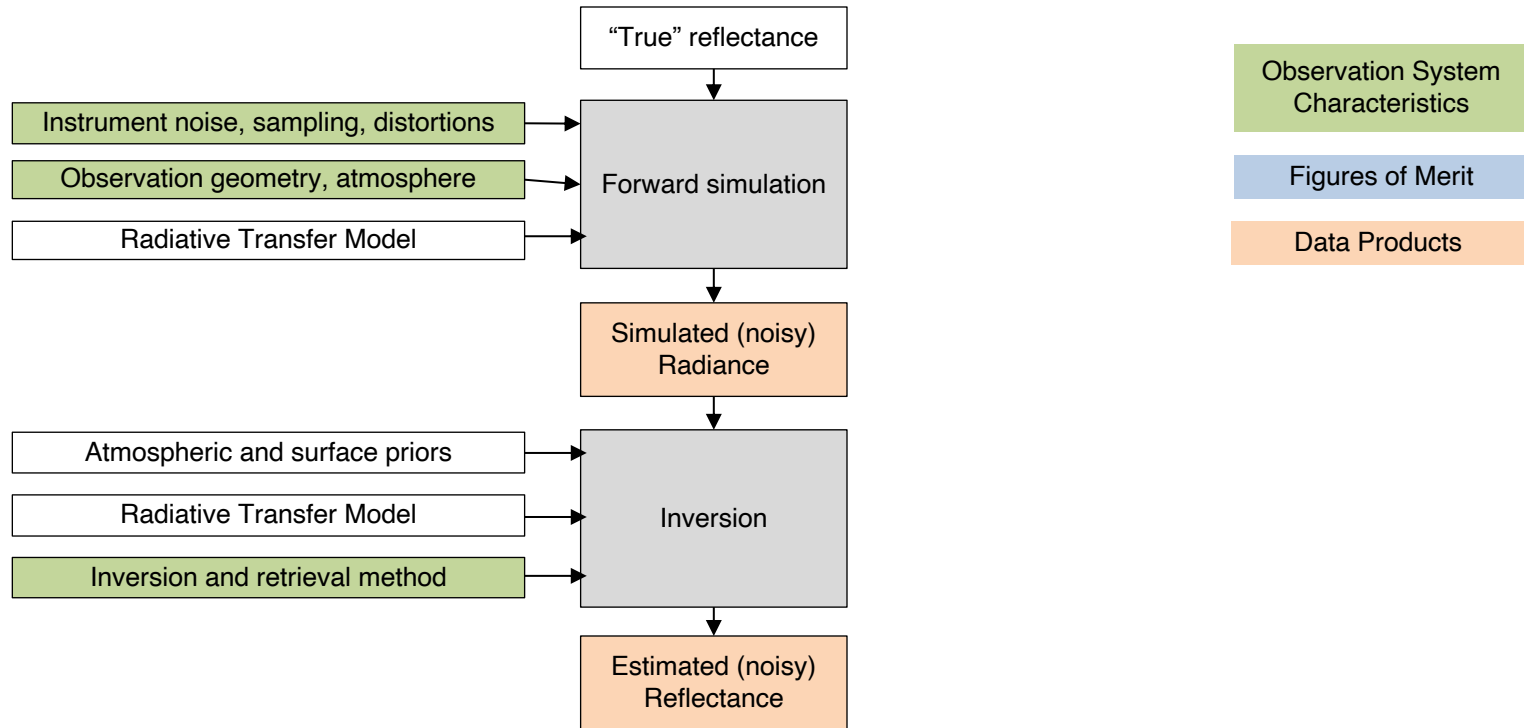 “True” reflectance
Observation System
Characteristics
Instrument noise, sampling, distortions
Observation geometry, atmosphere
Forward simulation
Figures of Merit
Radiative Transfer Model
Data Products
Simulated (noisy)
Radiance
Atmospheric and surface priors
Radiative Transfer Model
Inversion
Inversion and retrieval method
Estimated (noisy)
Reflectance